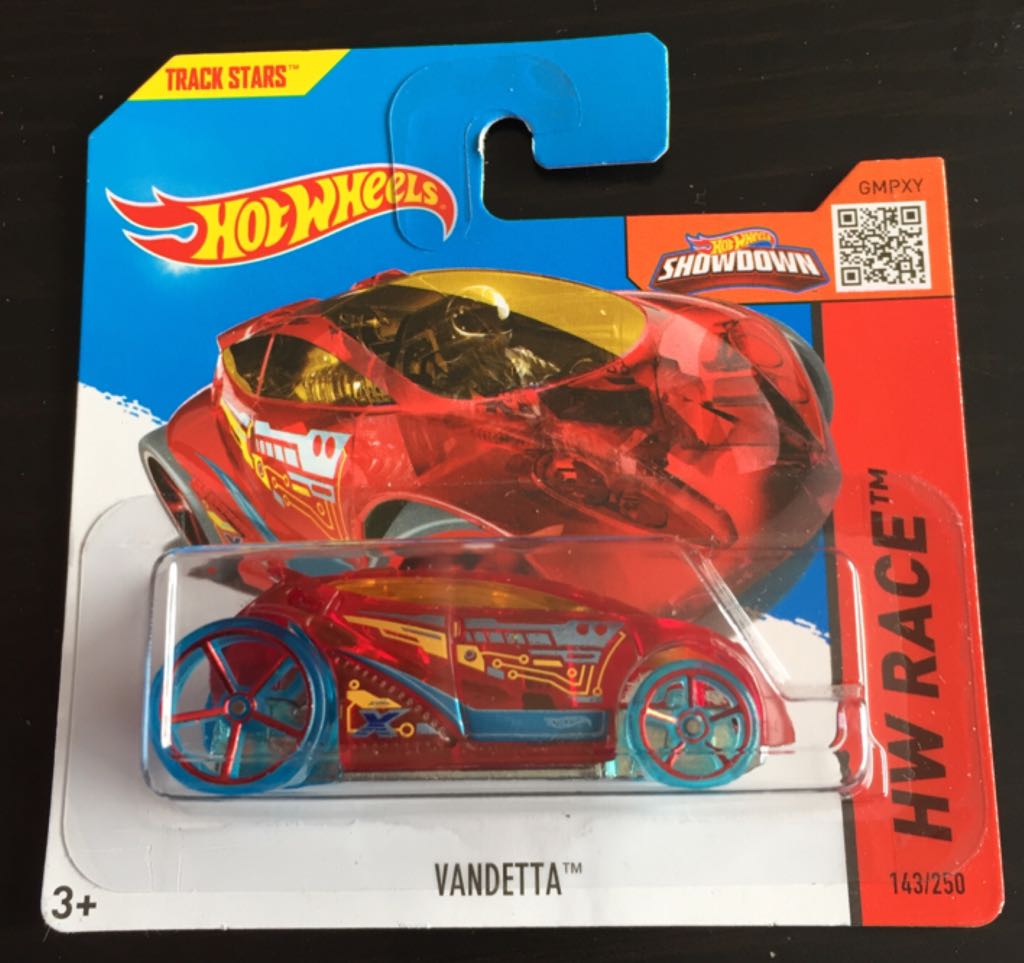 TRACK STARS™
HOT WHEELS
GMPXY
HOT WHEELS
SHOWDOWN
HW RACE™
X
VANDETTA™
143/250
3+